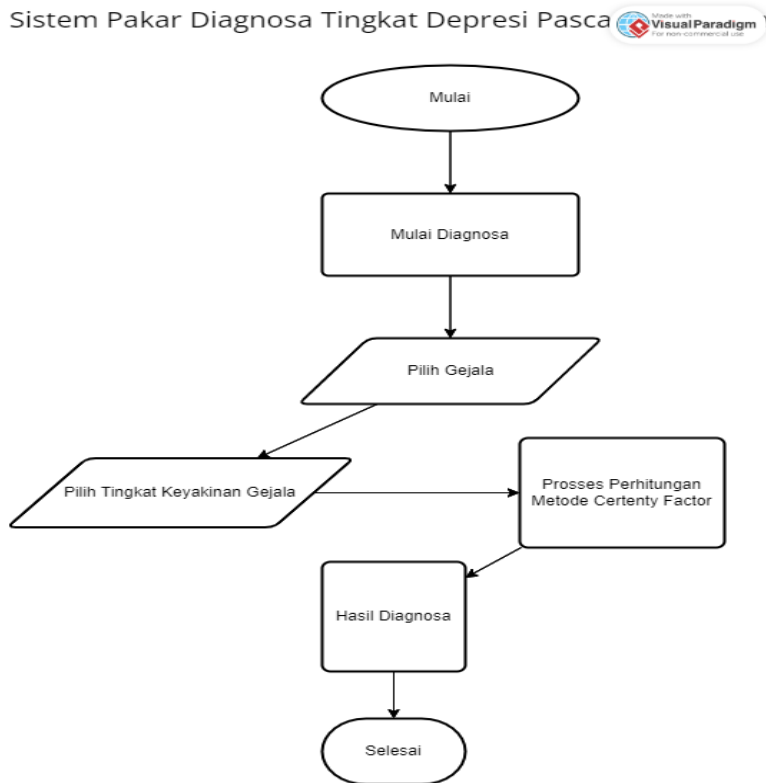 Sistem Pakar Diagnosa Tingkat Depresi Pasca
Made with
Visual Paradigm
For non-commercial use
Mulai
Mulai Diagnosa
Pilih Gejala
Pilih Tingkat Keyakinan Gejala
Prosses Perhitungan
Metode Certenty Factor
Hasil Diagnosa
Selesai